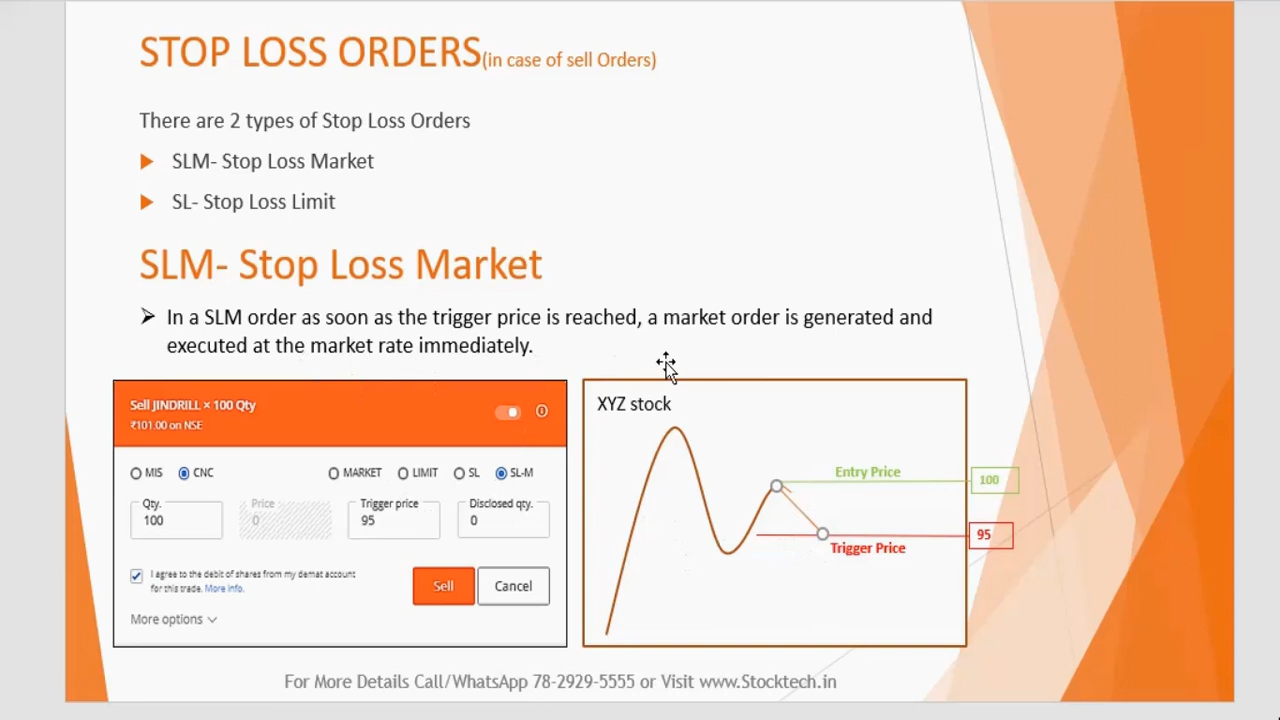 STOP LOSS ORDERS(in case of sell Orders)
There are 2 types of Stop Loss Orders
SLM- Stop Loss Market
SL- Stop Loss Limit
SLM- Stop Loss Market
In a SLM order as soon as the trigger price is reached, a market order is generated and
executed at the market rate immediately.
Sell JINDRILL × 100 Qty
₹101.00 on NSE
MIS CNC MARKET LIMIT SL SL-M
Qty. Price Trigger price Disclosed qty.
100 0 95 0
I agree to the debit of shares from my demat account
for this trade. More info.
Sell Cancel
More options
XYZ stock
Entry Price 100
95
Trigger Price
For More Details Call/WhatsApp 78-2929-5555 or Visit www.Stocktech.in